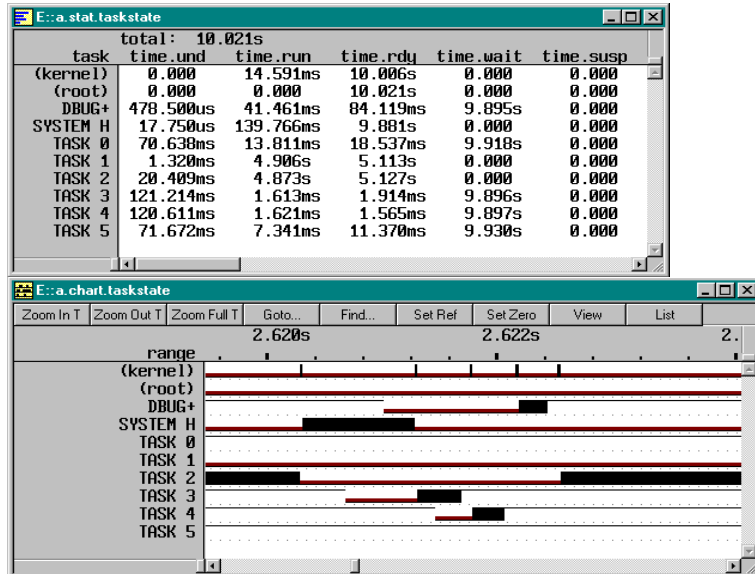 E::a.stat.taskstate
total: 10.021s
task time.und time.run time.rdy time.wait time.susp
(kernel) 0.000 14.591ms 10.006s 0.000 0.000
(root) 0.000 0.000 10.021s 0.000 0.000
DBUG+ 478.500us 41.461ms 84.119ms 9.895s 0.000
SYSTEM H 17.750us 139.766ms 9.881s 0.000 0.000
TASK 0 70.638ms 13.811ms 18.537ms 9.918s 0.000
TASK 1 1.320ms 4.906s 5.113s 0.000 0.000
TASK 2 20.409ms 4.873s 5.127s 0.000 0.000
TASK 3 121.214ms 1.613ms 1.914ms 9.896s 0.000
TASK 4 120.611ms 1.621ms 1.565ms 9.897s 0.000
TASK 5 71.672ms 7.341ms 11.370ms 9.930s 0.000
E::a.chart.taskstate
Zoom In T Zoom Out T Zoom Full T Goto... Find... Set Ref Set Zero View List
2.620s 2.622s 2.
range
(kernel)
(root)
DBUG+
SYSTEM H
TASK 0
TASK 1
TASK 2
TASK 3
TASK 4
TASK 5